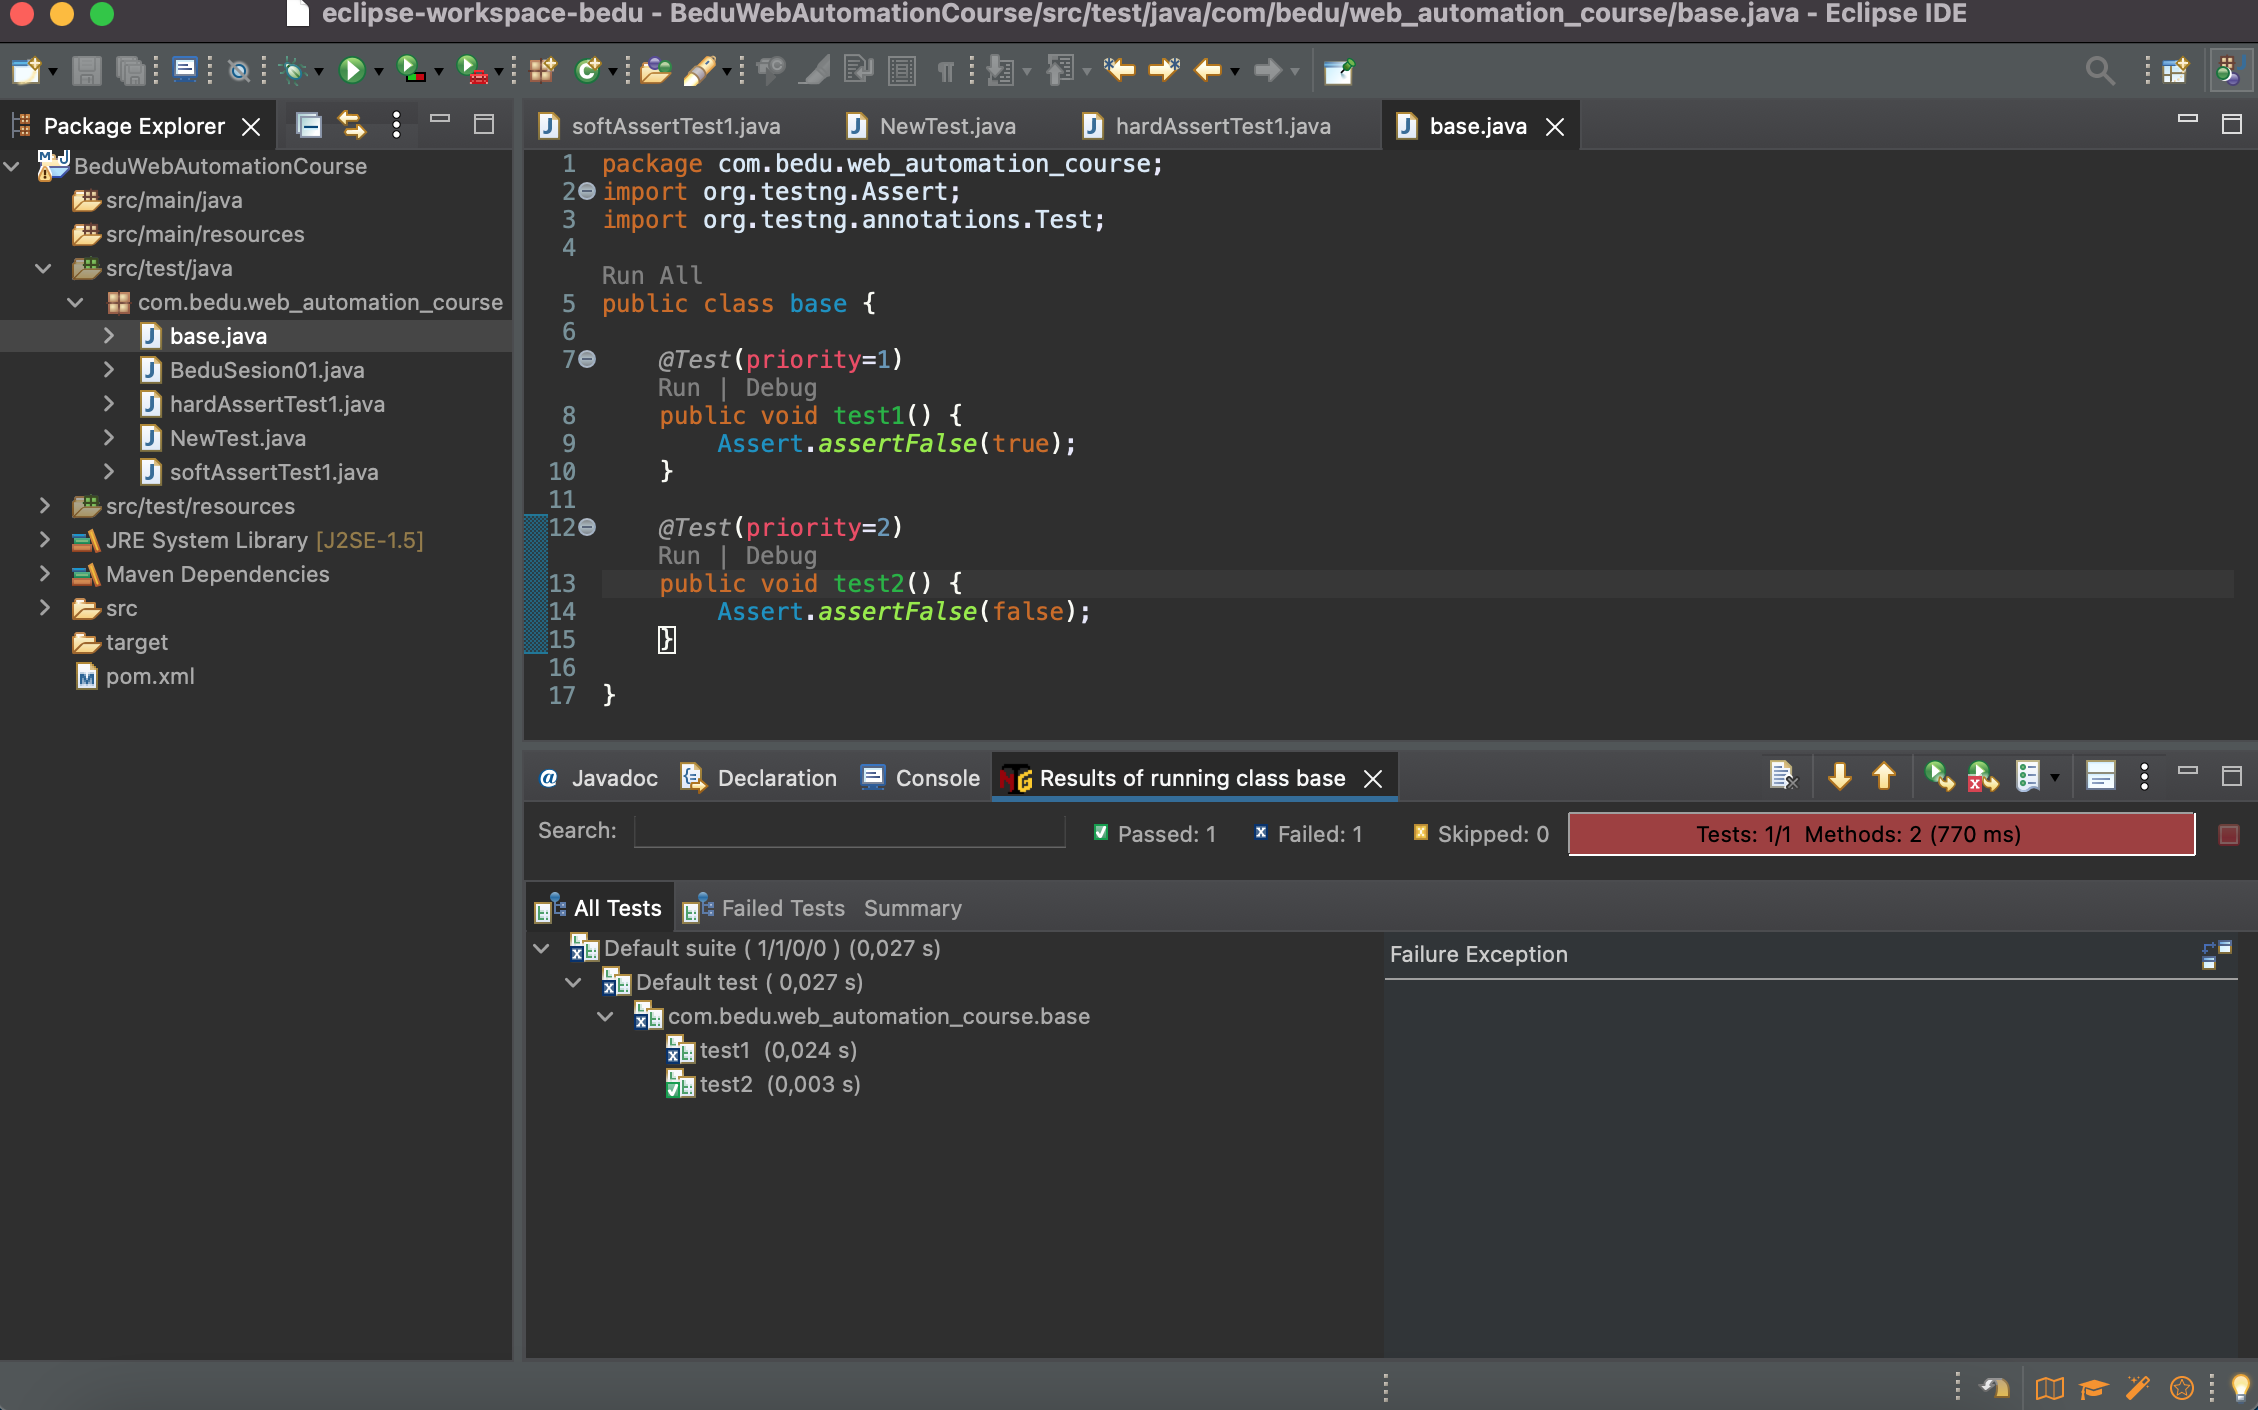 eclipse-workspace-bedu - BeduWebAutomationCourse/src/test/java/com/bedu/web_automation_course/base.java - Eclipse IDE
Package Explorer
BeduWebAutomationCourse
src/main/java
src/main/resources
src/test/java
com.bedu.web_automation_course
base.java
BeduSesion01.java
hardAssertTest1.java
NewTest.java
softAssertTest1.java
src/test/resources
JRE System Library [J2SE-1.5]
Maven Dependencies
src
target
pom.xml
softAssertTest1.java NewTest.java hardAssertTest1.java base.java
1 package com.bedu.web_automation_course;
2 import org.testng.Assert;
3 import org.testng.annotations.Test;
4
Run All
5 public class base {
6
7 @Test(priority=1)
Run | Debug
8 public void test1() {
9 Assert.assertFalse(true);
10 }
11
12 @Test(priority=2)
Run | Debug
13 public void test2() {
14 Assert.assertFalse(false);
15 }
16
17 }
@ Javadoc Declaration Console Results of running class base
Search: Passed: 1 Failed: 1 Skipped: 0 Tests: 1/1 Methods: 2 (770 ms)
All Tests Failed Tests Summary
Default suite ( 1/1/0/0 ) (0,027 s)
Default test ( 0,027 s)
com.bedu.web_automation_course.base
test1 (0,024 s)
test2 (0,003 s)
Failure Exception